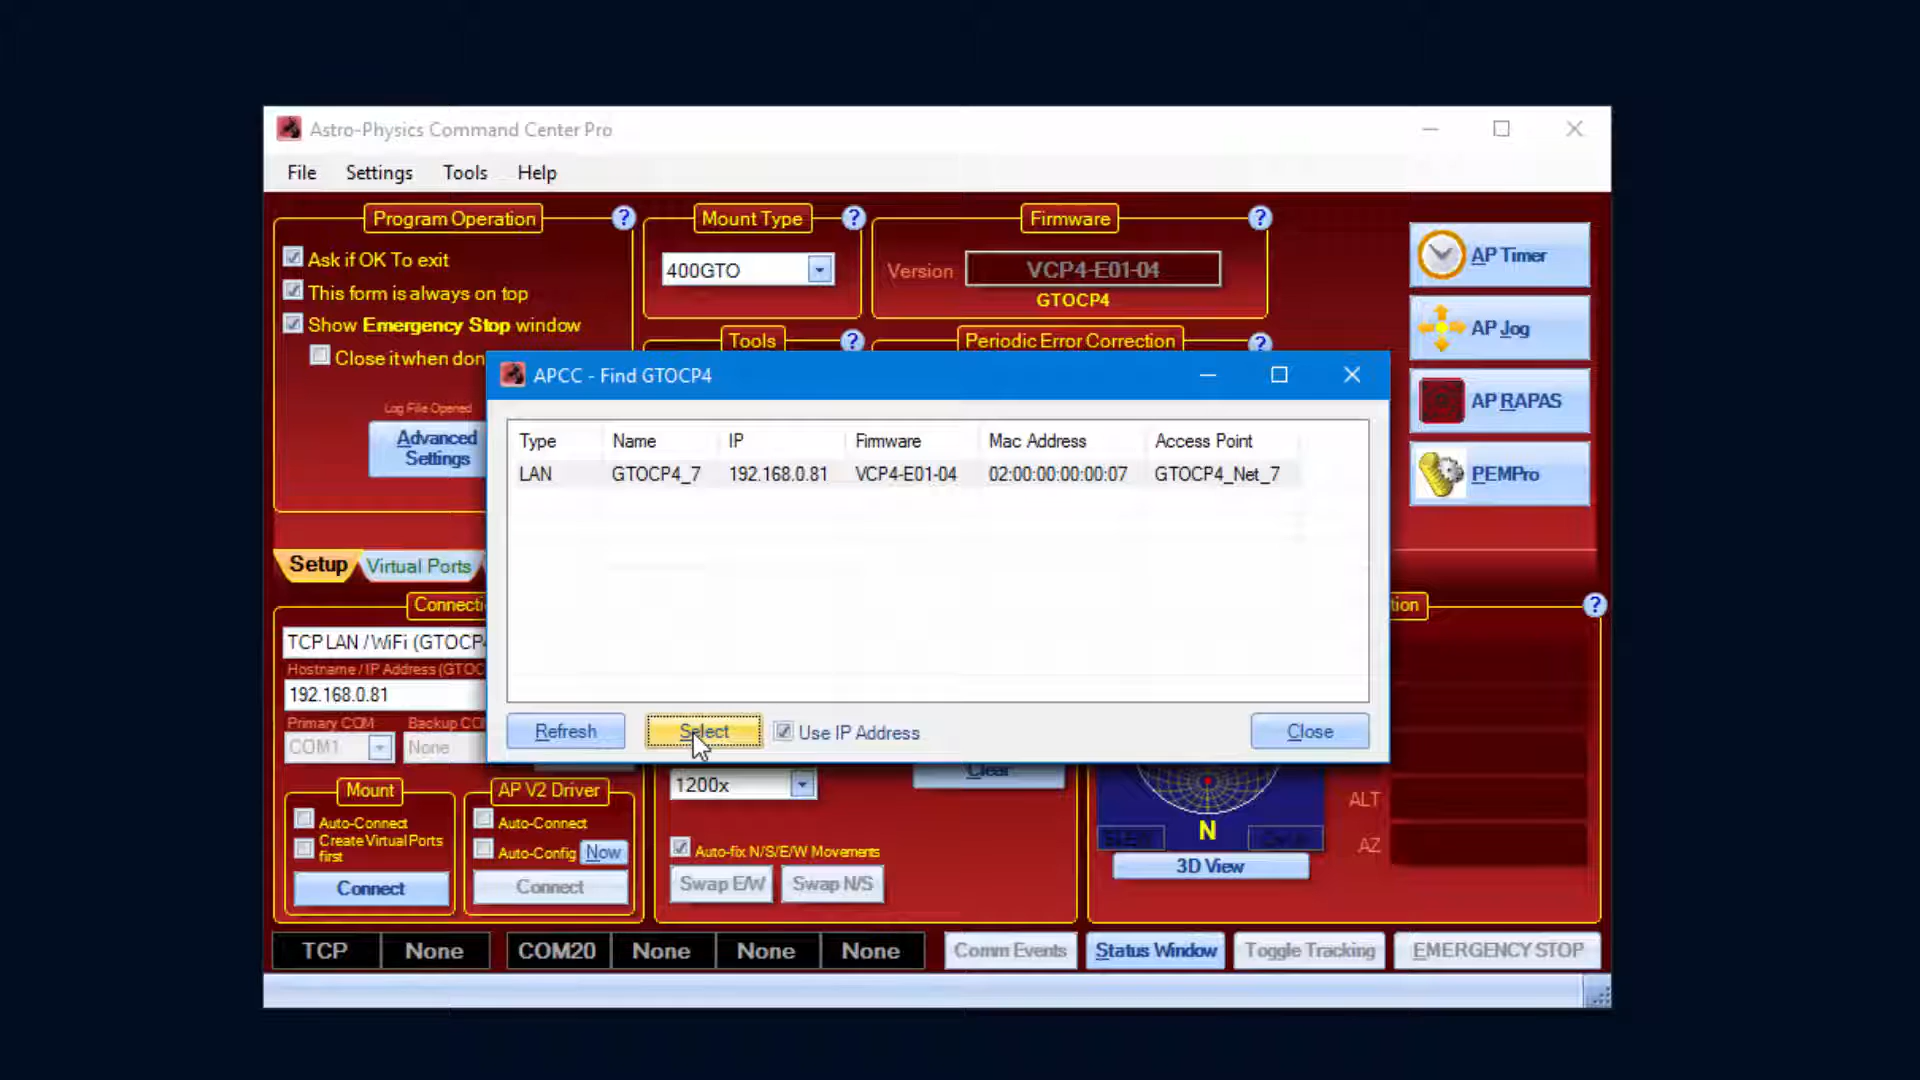 Astro-Physics Command Center Pro
File Settings Tools Help
Program Operation
Ask if OK To exit
This form is always on top
Show Emergency Stop window
Close it when don
Log File Opened
Advanced
Settings
Mount Type
400GTO
Tools
Firmware
Version VCP4-E01-04
GTOCP4
Periodic Error Correction
AP Timer
AP Jog
AP RAPAS
PEMPro
APCC - Find GTOCP4
Type Name IP Firmware Mac Address Access Point
LAN GTOCP4_7 192.168.0.81 VCP4-E01-04 02:00:00:00:00:07 GTOCP4_Net_7
Refresh Select Use IP Address Close
Setup Virtual Ports
Connecti
TCP LAN / WiFi (GTOCP4
Hostname / IP Address (GTOC
192.168.0.81
Primary COM Backup CO
COM1 None
Mount
Auto-Connect
Create Virtual Ports
first
Connect
AP V2 Driver
Auto-Connect
Auto-Config Now
Connect
1200x
Clear
Auto-fix N/S/E/W Movements
Swap E/W Swap N/S
N
3D View
tion
ALT
AZ
TCP None COM20 None None None Comm Events Status Window Toggle Tracking EMERGENCY STOP